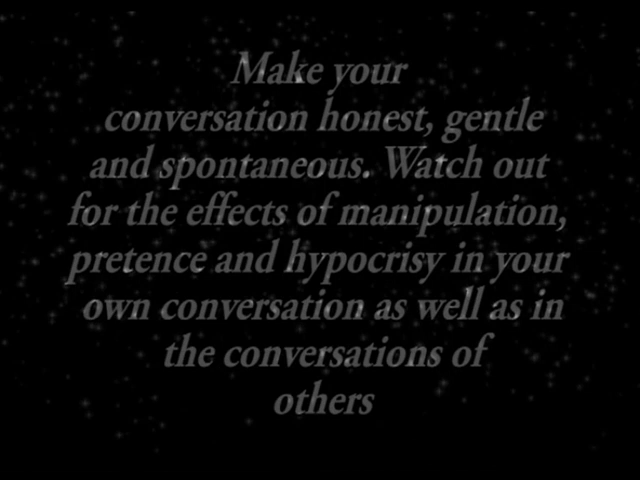 Make your
conversation honest, gentle
and spontaneous. Watch out
for the effects of manipulation,
pretence and hypocrisy in your
own conversation as well as in
the conversations of
others